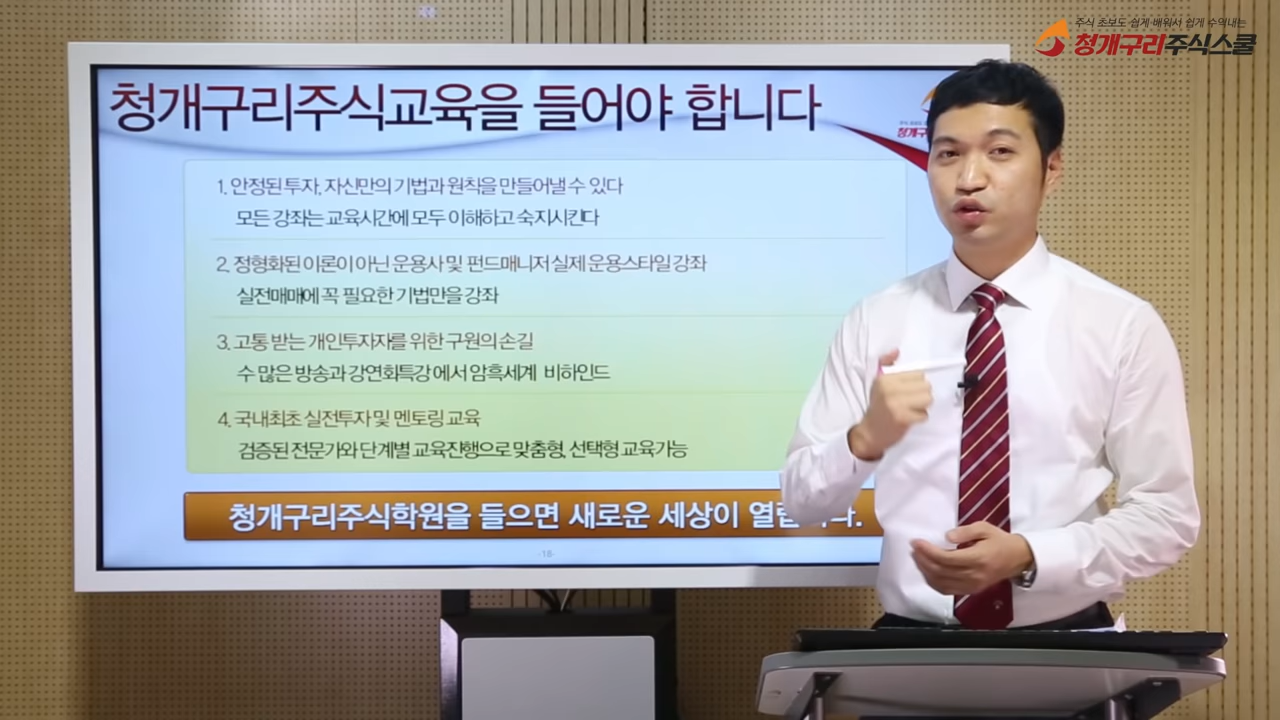 주식 초보도 쉽게 배워서 쉽게 수익내는
청개구리주식스쿨
청개구리주식교육을 들어야 합니다
청개구
1. 안정된 투자, 자신만의 기법과 원칙을 만들어낼 수 있다
모든 강좌는 교육시간에 모두 이해하고 숙지시킨다
2. 정형화된 이론이 아닌 운용사 및 펀드매니저 실제 운용스타일 강좌
실전매매에 꼭 필요한 기법만을 강좌
3. 고통 받는 개인투자자를 위한 구원의 손길
수 많은 방송과 강연회특강 에서 암흑세계 비하인드
4. 국내최초 실전투자 및 멘토링 교육
검증된 전문가와 단계별 교육진행으로 맞춤형, 선택형 교육가능
청개구리주식학원을 들으면 새로운 세상이
-18-